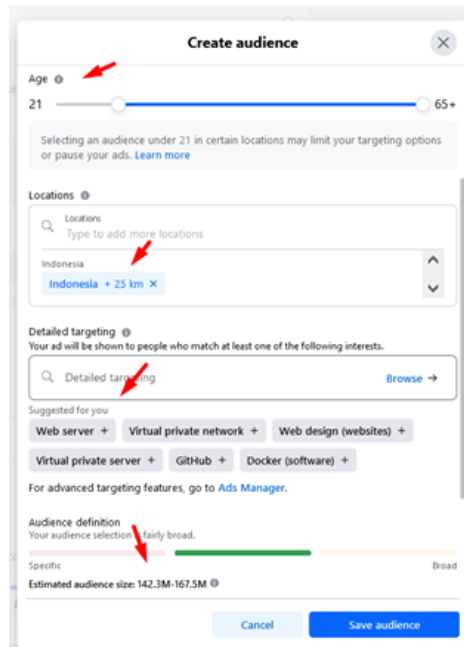 Create audience
Age
21
65+
Selecting an audience under 21 in certain locations may limit your targeting options
or pause your ads. Learn more
Locations
Locations
Type to add more locations
Indonesia
Indonesia + 25 km ×
Detailed targeting
Your ad will be shown to people who match at least one of the following interests.
Detailed targeting
Browse →
Suggested for you
Web server + Virtual private network + Web design (websites) +
Virtual private server + GitHub + Docker (software) +
For advanced targeting features, go to Ads Manager.
Audience definition
Your audience selection is fairly broad.
Specific
Broad
Estimated audience size: 142.3M-167.5M
Cancel
Save audience